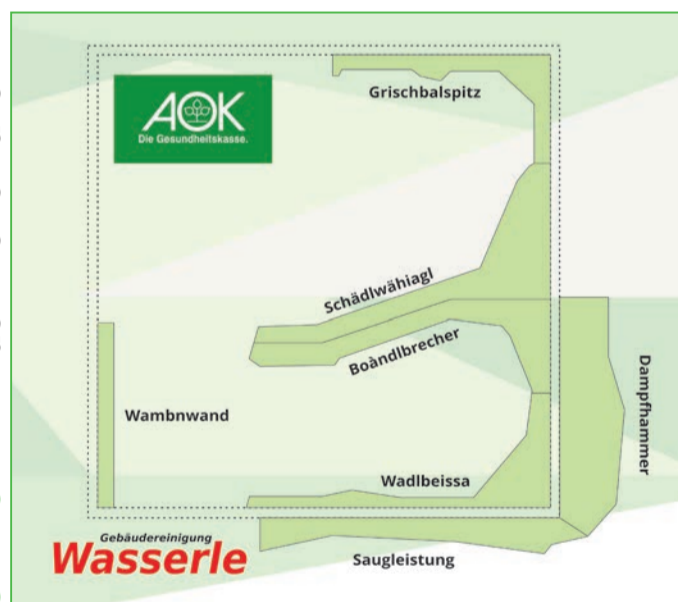 Grischbalspitz
AOK
Die Gesundheitskasse.
Schädlwähiagl
Boàndlbrecher
Dampfhammer
Wambnwand
Wadlbeissa
Gebäudereinigung
Wasserle
Saugleistung